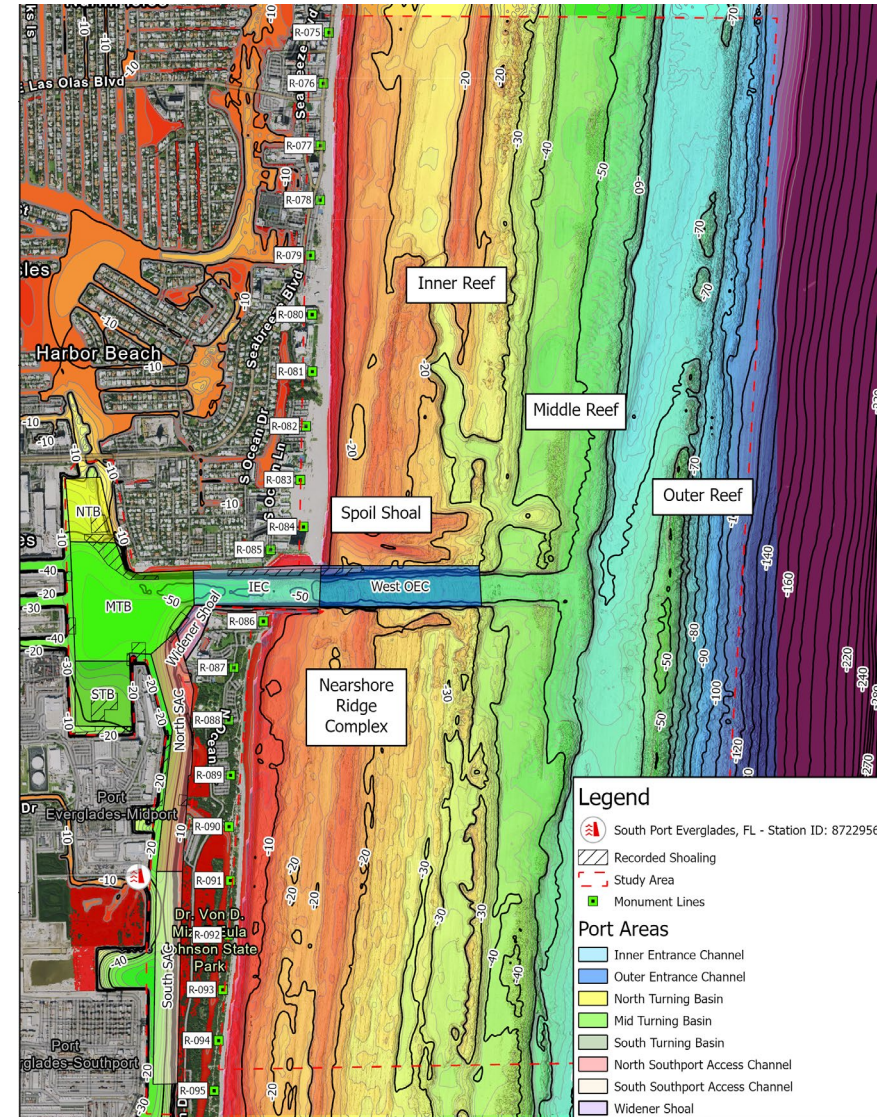 E Las Olas Blvd
Seabreeze Blvd
R-075
R-076
R-077
R-078
R-079
R-080
R-081
R-082
R-083
R-084
R-085
R-086
R-087
R-088
R-089
R-090
R-091
R-092
R-093
R-094
R-095
Harbor Beach
S Ocean Dr
S Ocean Ln
Inner Reef
Middle Reef
Outer Reef
Spoil Shoal
Nearshore
Ridge
Complex
NTB
MTB
STB
IEC
West OEC
Widener Shoal
North SAC
South SAC
Port
Everglades-Midport
Dr. Von D.
Johnson State
Park
Port
-10
-20
-30
-40
-50
-60
-70
-80
-90
-100
-120
-140
-160
-220
-240
-270
Legend
South Port Everglades, FL - Station ID: 8722956
Recorded Shoaling
Study Area
Monument Lines
Port Areas
Inner Entrance Channel
Outer Entrance Channel
North Turning Basin
Mid Turning Basin
South Turning Basin
North Southport Access Channel
South Southport Access Channel
Widener Shoal